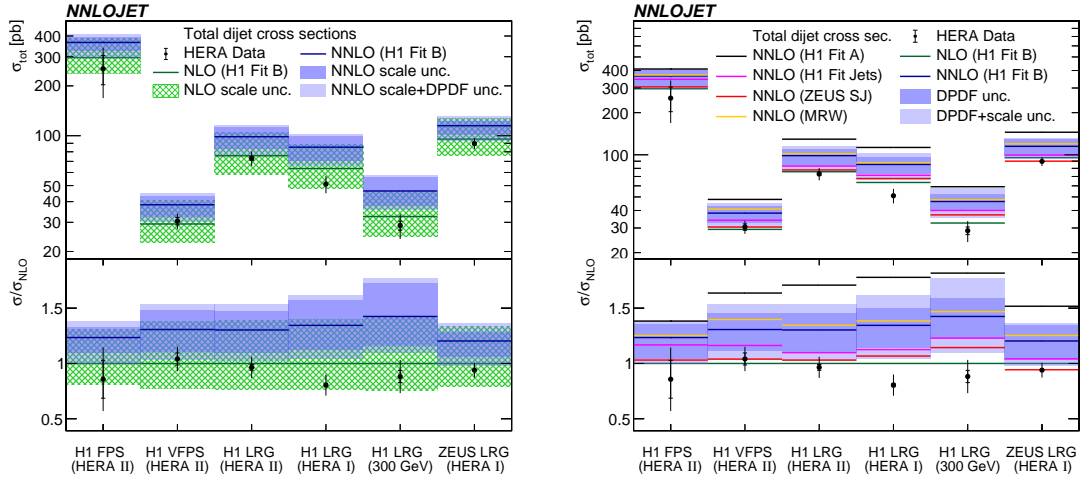 NNLOJET
σtot [pb]
400
300
200
100
50
40
30
20
Total dijet cross sections
HERA Data
NNLO (H1 Fit B)
NLO (H1 Fit B)
NNLO scale unc.
NLO scale unc.
NNLO scale+DPDF unc.
σ/σNLO
1.5
1
0.5
H1 FPS
(HERA II)
H1 VFPS
(HERA II)
H1 LRG
(HERA II)
H1 LRG
(HERA I)
H1 LRG
(300 GeV)
ZEUS LRG
(HERA I)
NNLOJET
σtot [pb]
400
300
200
100
40
30
20
Total dijet cross sec.
HERA Data
NNLO (H1 Fit A)
NLO (H1 Fit B)
NNLO (H1 Fit Jets)
NNLO (H1 Fit B)
NNLO (ZEUS SJ)
DPDF unc.
NNLO (MRW)
DPDF+scale unc.
σ/σNLO
1.5
1
0.5
H1 FPS
(HERA II)
H1 VFPS
(HERA II)
H1 LRG
(HERA II)
H1 LRG
(HERA I)
H1 LRG
(300 GeV)
ZEUS LRG
(HERA I)